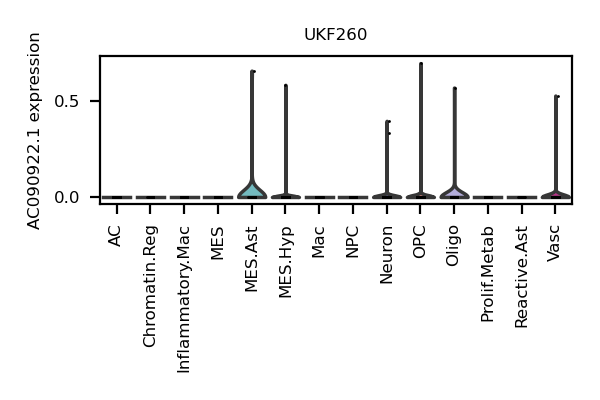 UKF260
AC090922.1 expression
0.5
0.0
AC
Chromatin.Reg
Inflammatory.Mac
MES
MES.Ast
MES.Hyp
Mac
NPC
Neuron
OPC
Oligo
Prolif.Metab
Reactive.Ast
Vasc